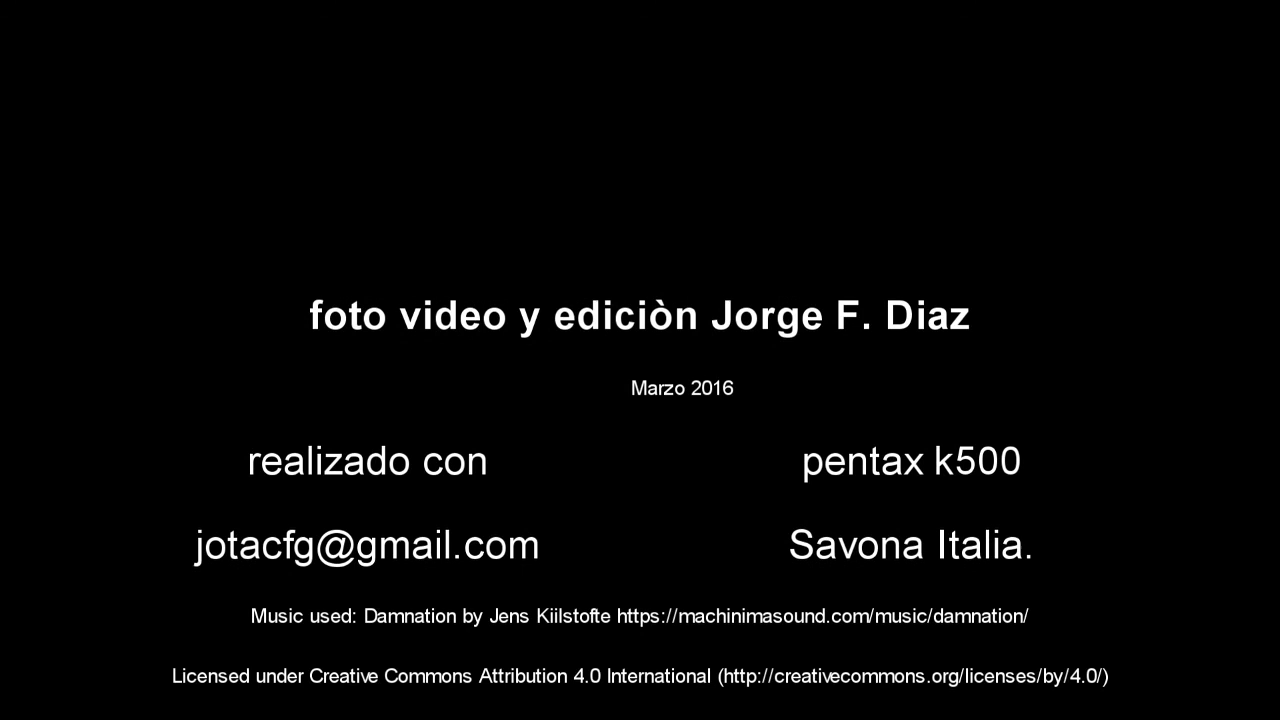 foto video y ediciòn Jorge F. Diaz
Marzo 2016
realizado con pentax k500
jotacfg@gmail.com Savona Italia.
Music used: Damnation by Jens Kiilstofte https://machinimasound.com/music/damnation/
Licensed under Creative Commons Attribution 4.0 International (http://creativecommons.org/licenses/by/4.0/)